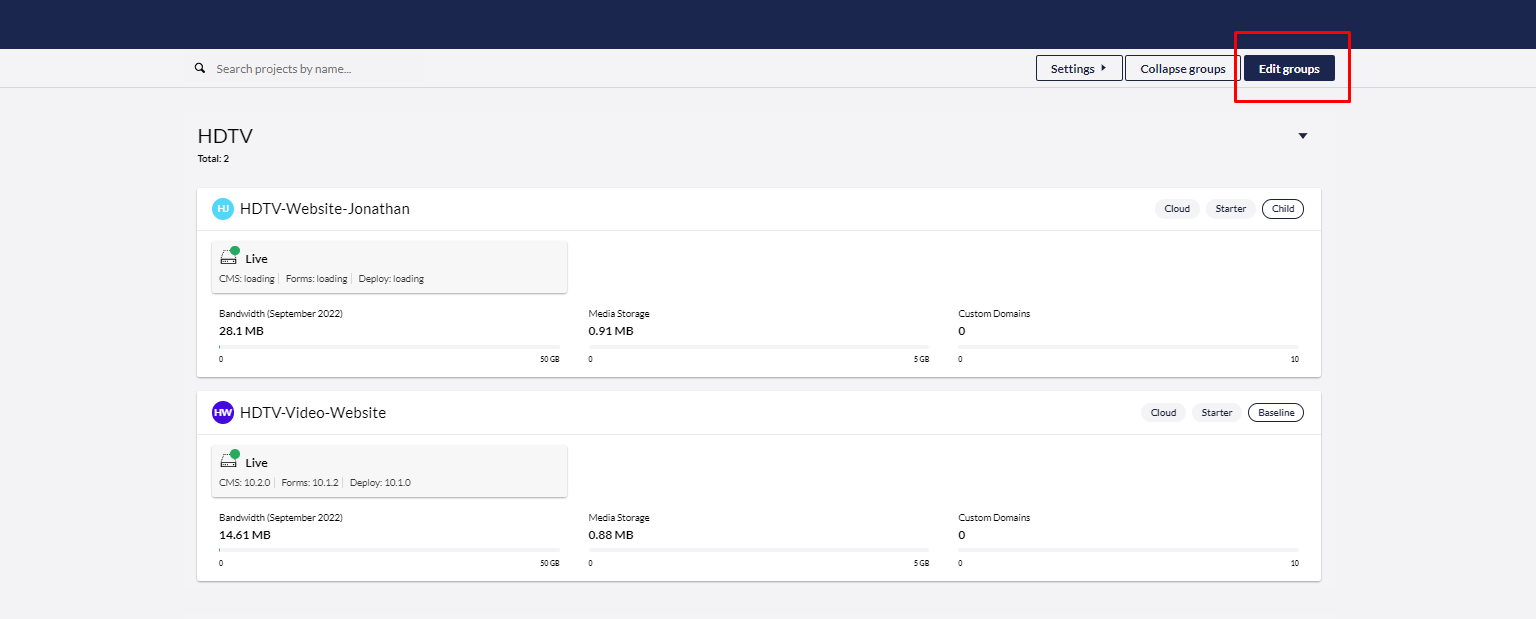 Search projects by name... Settings Collapse groups Edit groups
HDTV
Total: 2
HJ HDTV-Website-Jonathan Cloud Starter Child
Live
CMS: loading Forms: loading Deploy: loading
Bandwidth (September 2022) Media Storage Custom Domains
28.1 MB 0.91 MB 0
0 50 GB 0 5 GB 0 10
HW HDTV-Video-Website Cloud Starter Baseline
Live
CMS: 10.2.0 Forms: 10.1.2 Deploy: 10.1.0
Bandwidth (September 2022) Media Storage Custom Domains
14.61 MB 0.88 MB 0
0 50 GB 0 5 GB 0 10